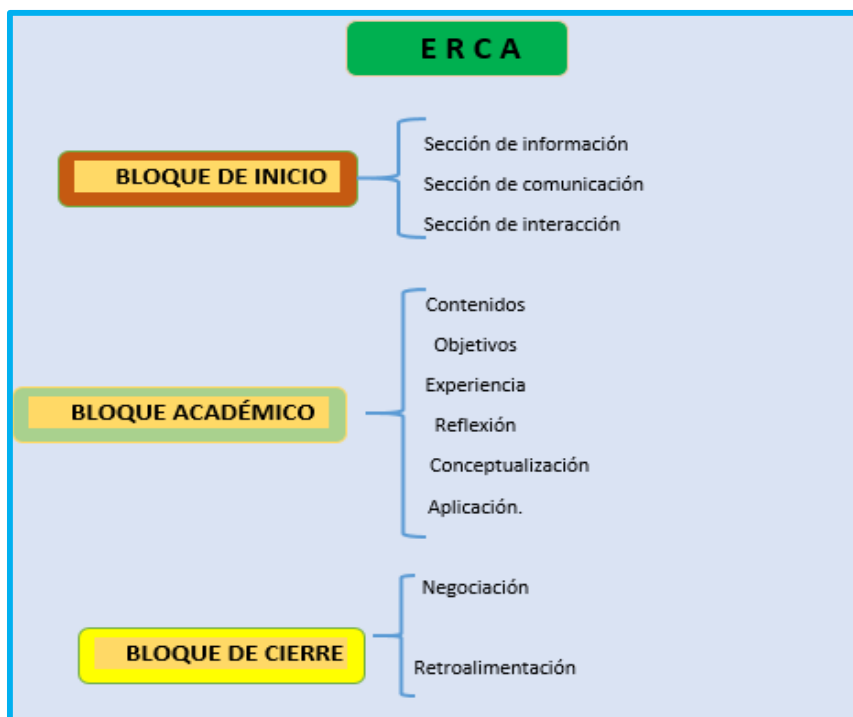 E R C A
BLOQUE DE INICIO
Sección de información
Sección de comunicación
Sección de interacción
BLOQUE ACADÉMICO
Contenidos
Objetivos
Experiencia
Reflexión
Conceptualización
Aplicación.
BLOQUE DE CIERRE
Negociación
Retroalimentación